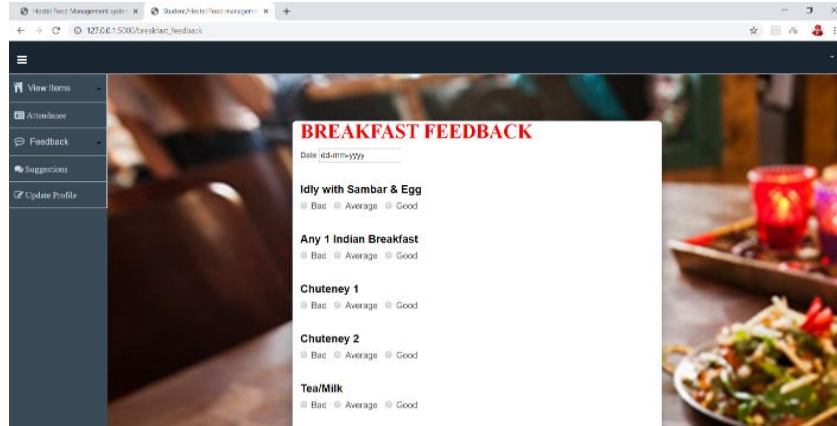 Hostel Food Management system
Student/Hostel Food managem
127.0.0.1:5000/breakfast_feedback
View Items
Attendance
Feedback
Suggestions
Update Profile
BREAKFAST FEEDBACK
Date dd-mm-yyyy
Idly with Sambar & Egg
Bad Average Good
Any 1 Indian Breakfast
Bad Average Good
Chuteney 1
Bad Average Good
Chuteney 2
Bad Average Good
Tea/Milk
Bad Average Good